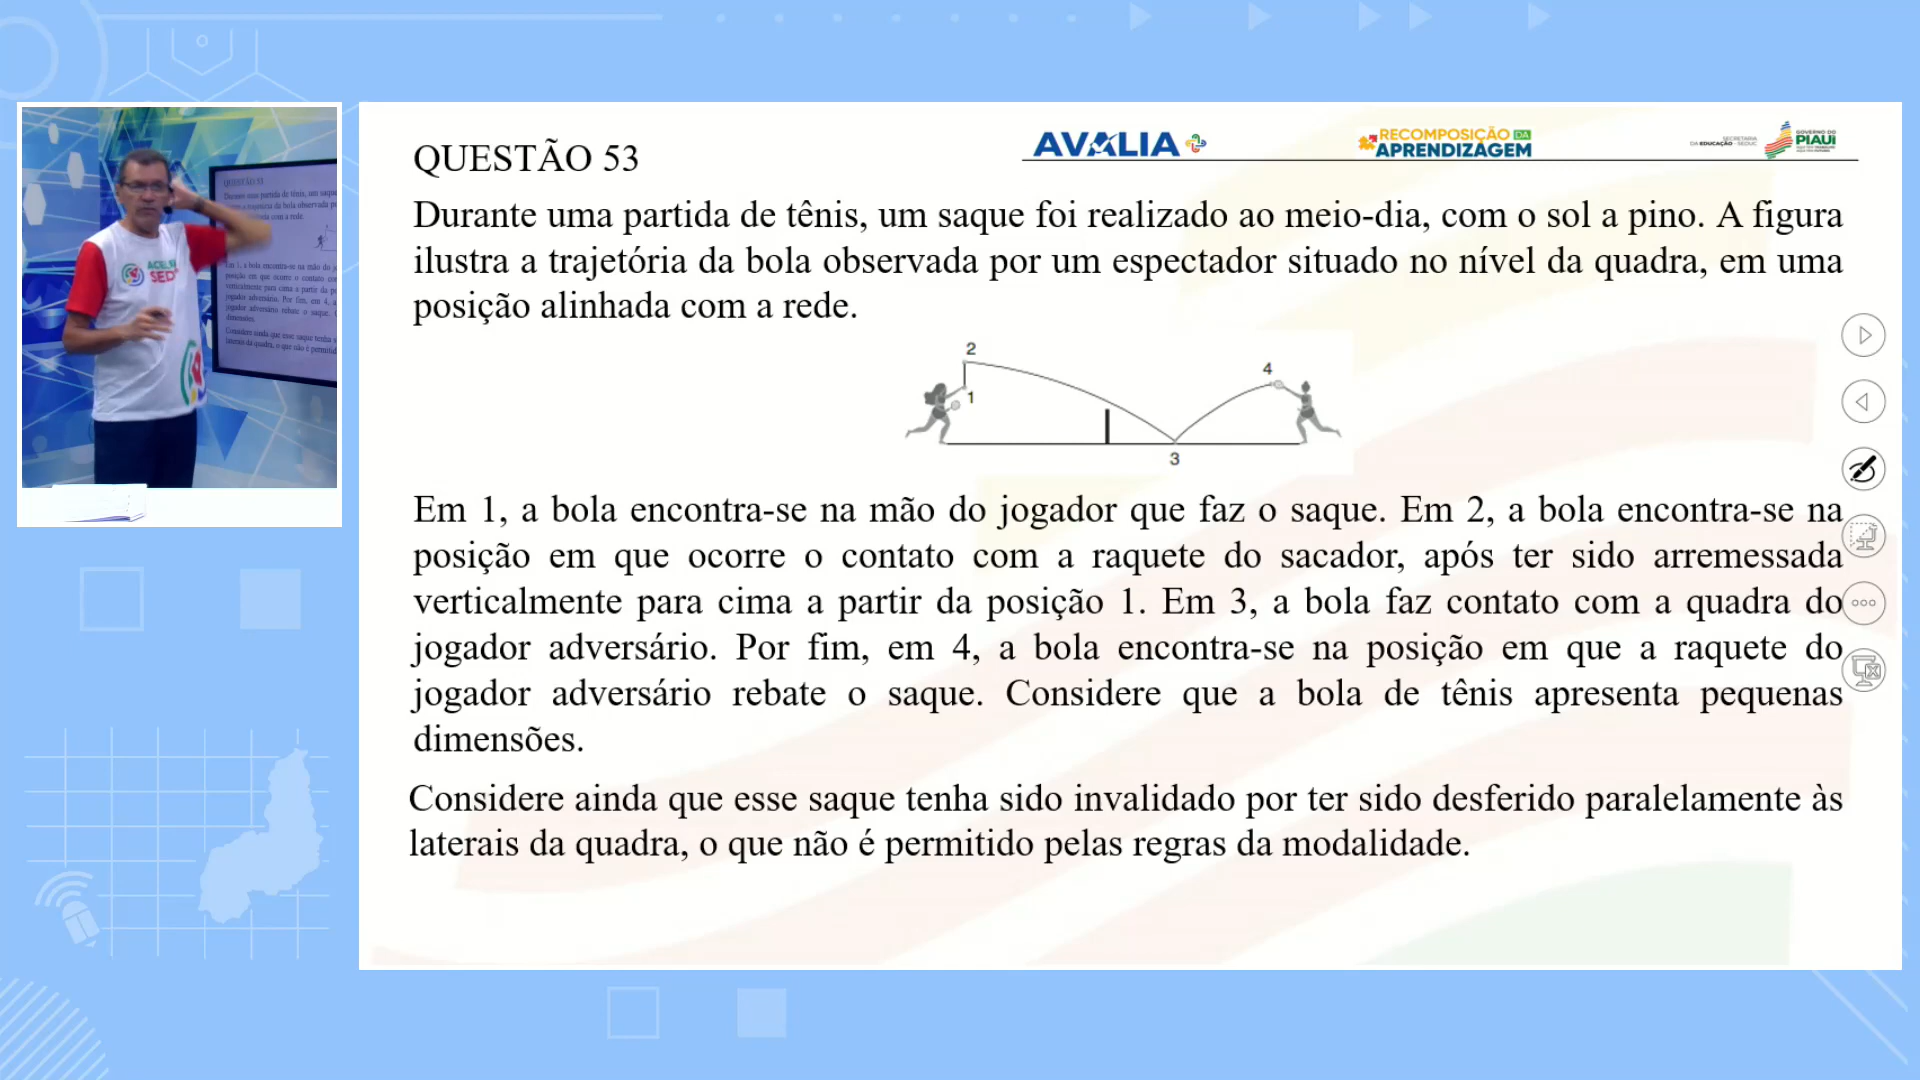 QUESTÃO 53
AVALIA
RECOMPOSIÇÃO DA
APRENDIZAGEM
SECRETARIA
DA EDUCAÇÃO - SEDUC
GOVERNO DO
PIAUÍ
Durante uma partida de tênis, um saque foi realizado ao meio-dia, com o sol a pino. A figura
ilustra a trajetória da bola observada por um espectador situado no nível da quadra, em uma
posição alinhada com a rede.
2
4
1
3
Em 1, a bola encontra-se na mão do jogador que faz o saque. Em 2, a bola encontra-se na
posição em que ocorre o contato com a raquete do sacador, após ter sido arremessada
verticalmente para cima a partir da posição 1. Em 3, a bola faz contato com a quadra do
jogador adversário. Por fim, em 4, a bola encontra-se na posição em que a raquete do
jogador adversário rebate o saque. Considere que a bola de tênis apresenta pequenas
dimensões.
Considere ainda que esse saque tenha sido invalidado por ter sido desferido paralelamente às
laterais da quadra, o que não é permitido pelas regras da modalidade.